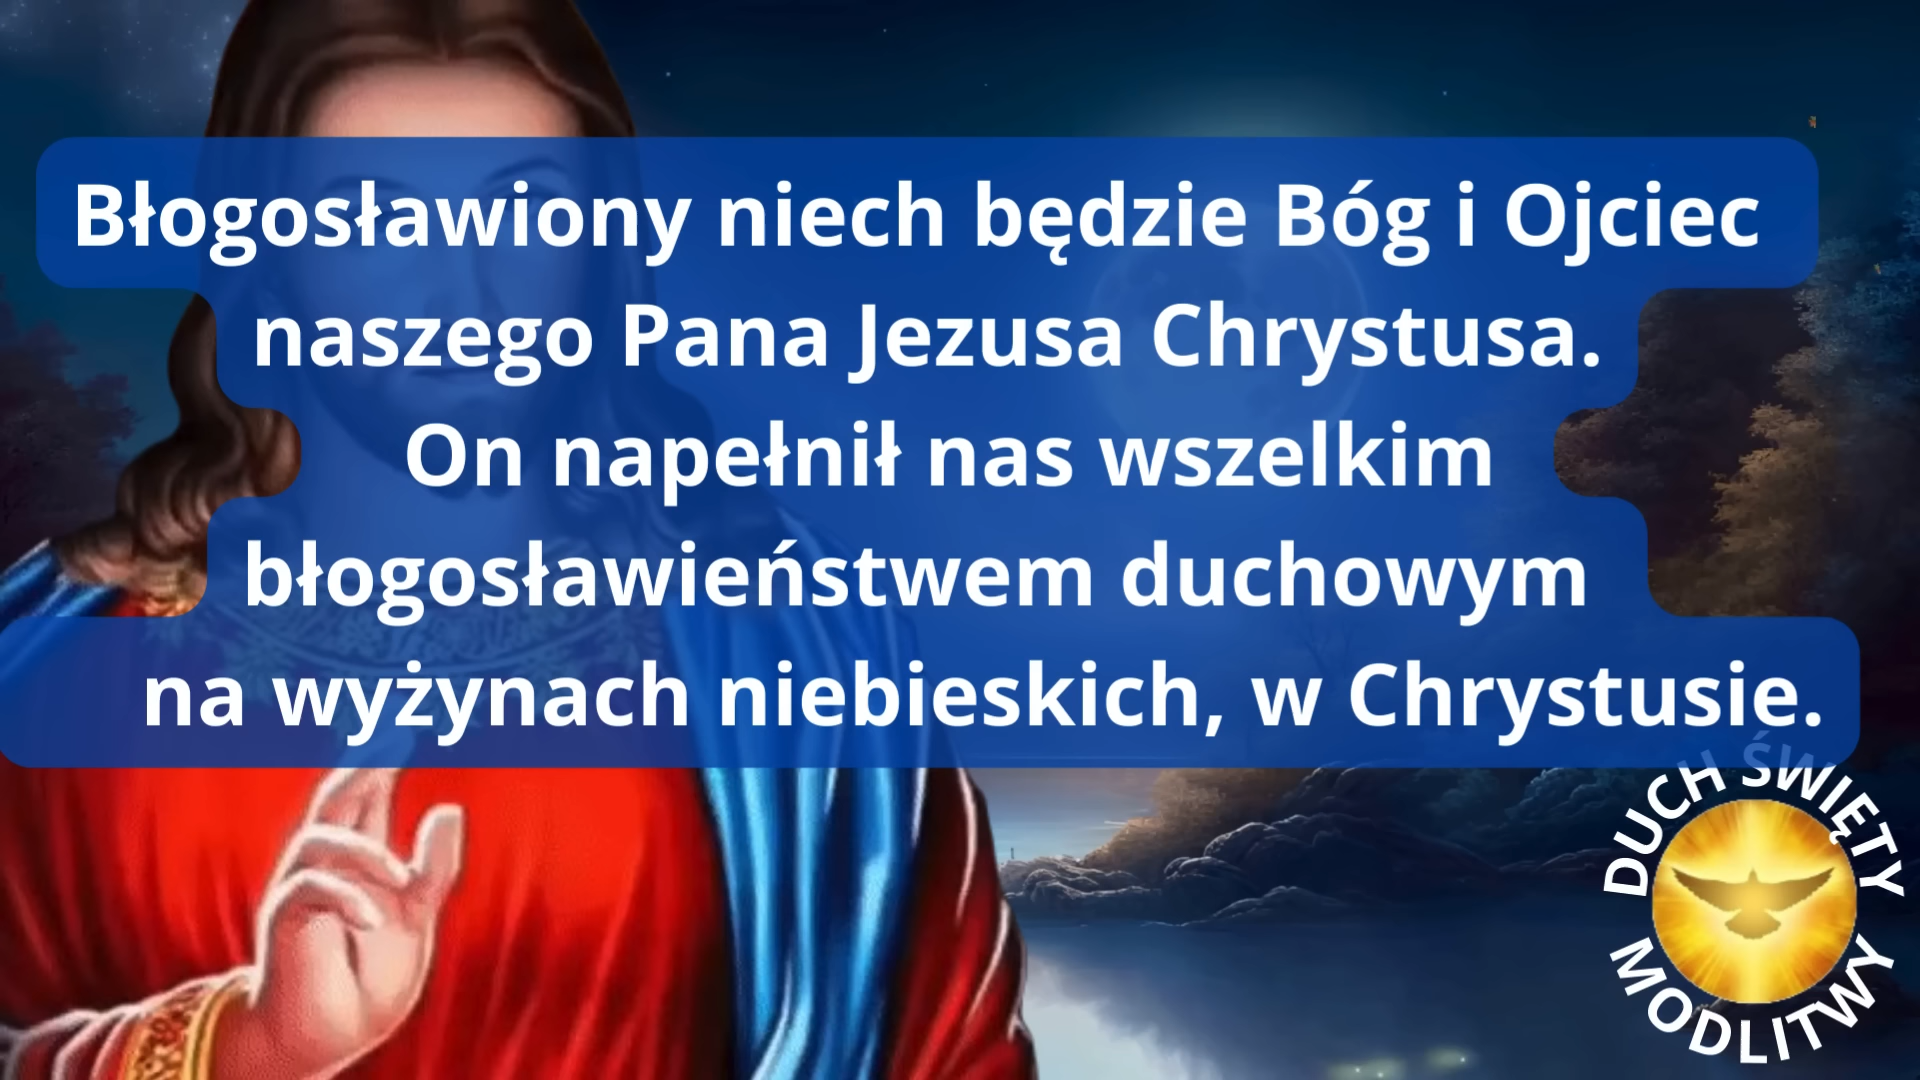 Błogosławiony niech będzie Bóg i Ojciec
naszego Pana Jezusa Chrystusa.
On napełnił nas wszelkim
błogosławieństwem duchowym
na wyżynach niebieskich, w Chrystusie.
DUCH ŚWIĘTY
MODLITWY